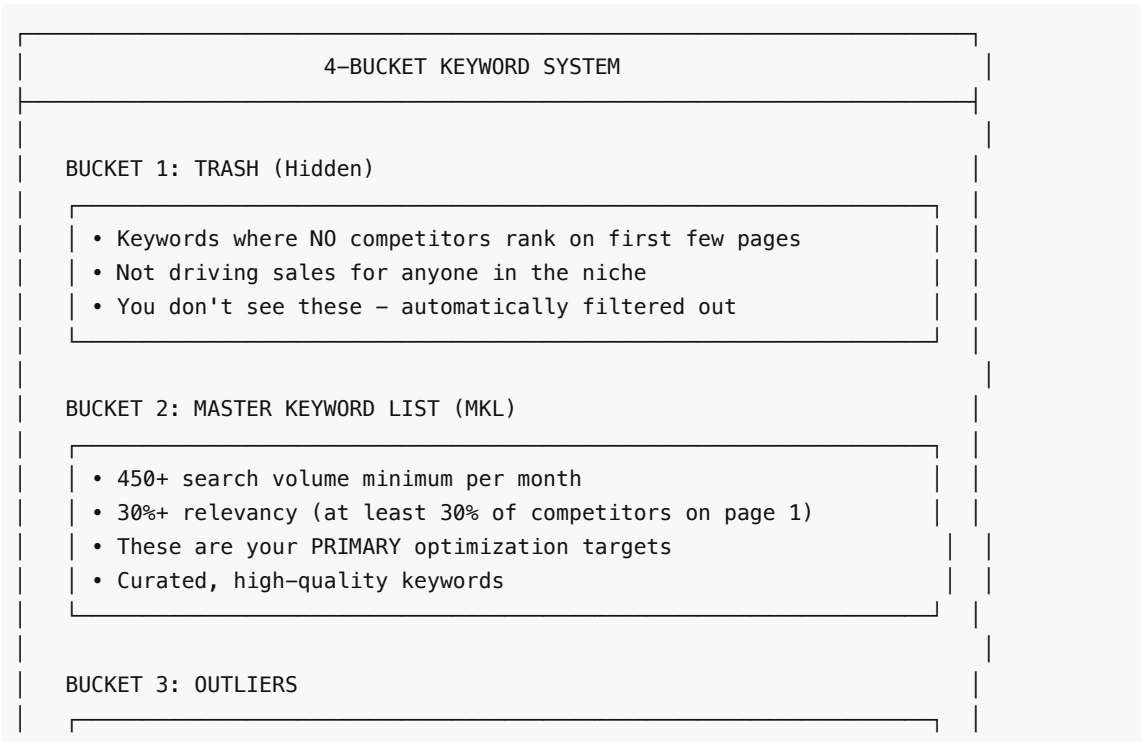 4-BUCKET KEYWORD SYSTEM
BUCKET 1: TRASH (Hidden)
• Keywords where NO competitors rank on first few pages
• Not driving sales for anyone in the niche
• You don't see these - automatically filtered out
BUCKET 2: MASTER KEYWORD LIST (MKL)
• 450+ search volume minimum per month
• 30%+ relevancy (at least 30% of competitors on page 1)
• These are your PRIMARY optimization targets
• Curated, high-quality keywords
BUCKET 3: OUTLIERS